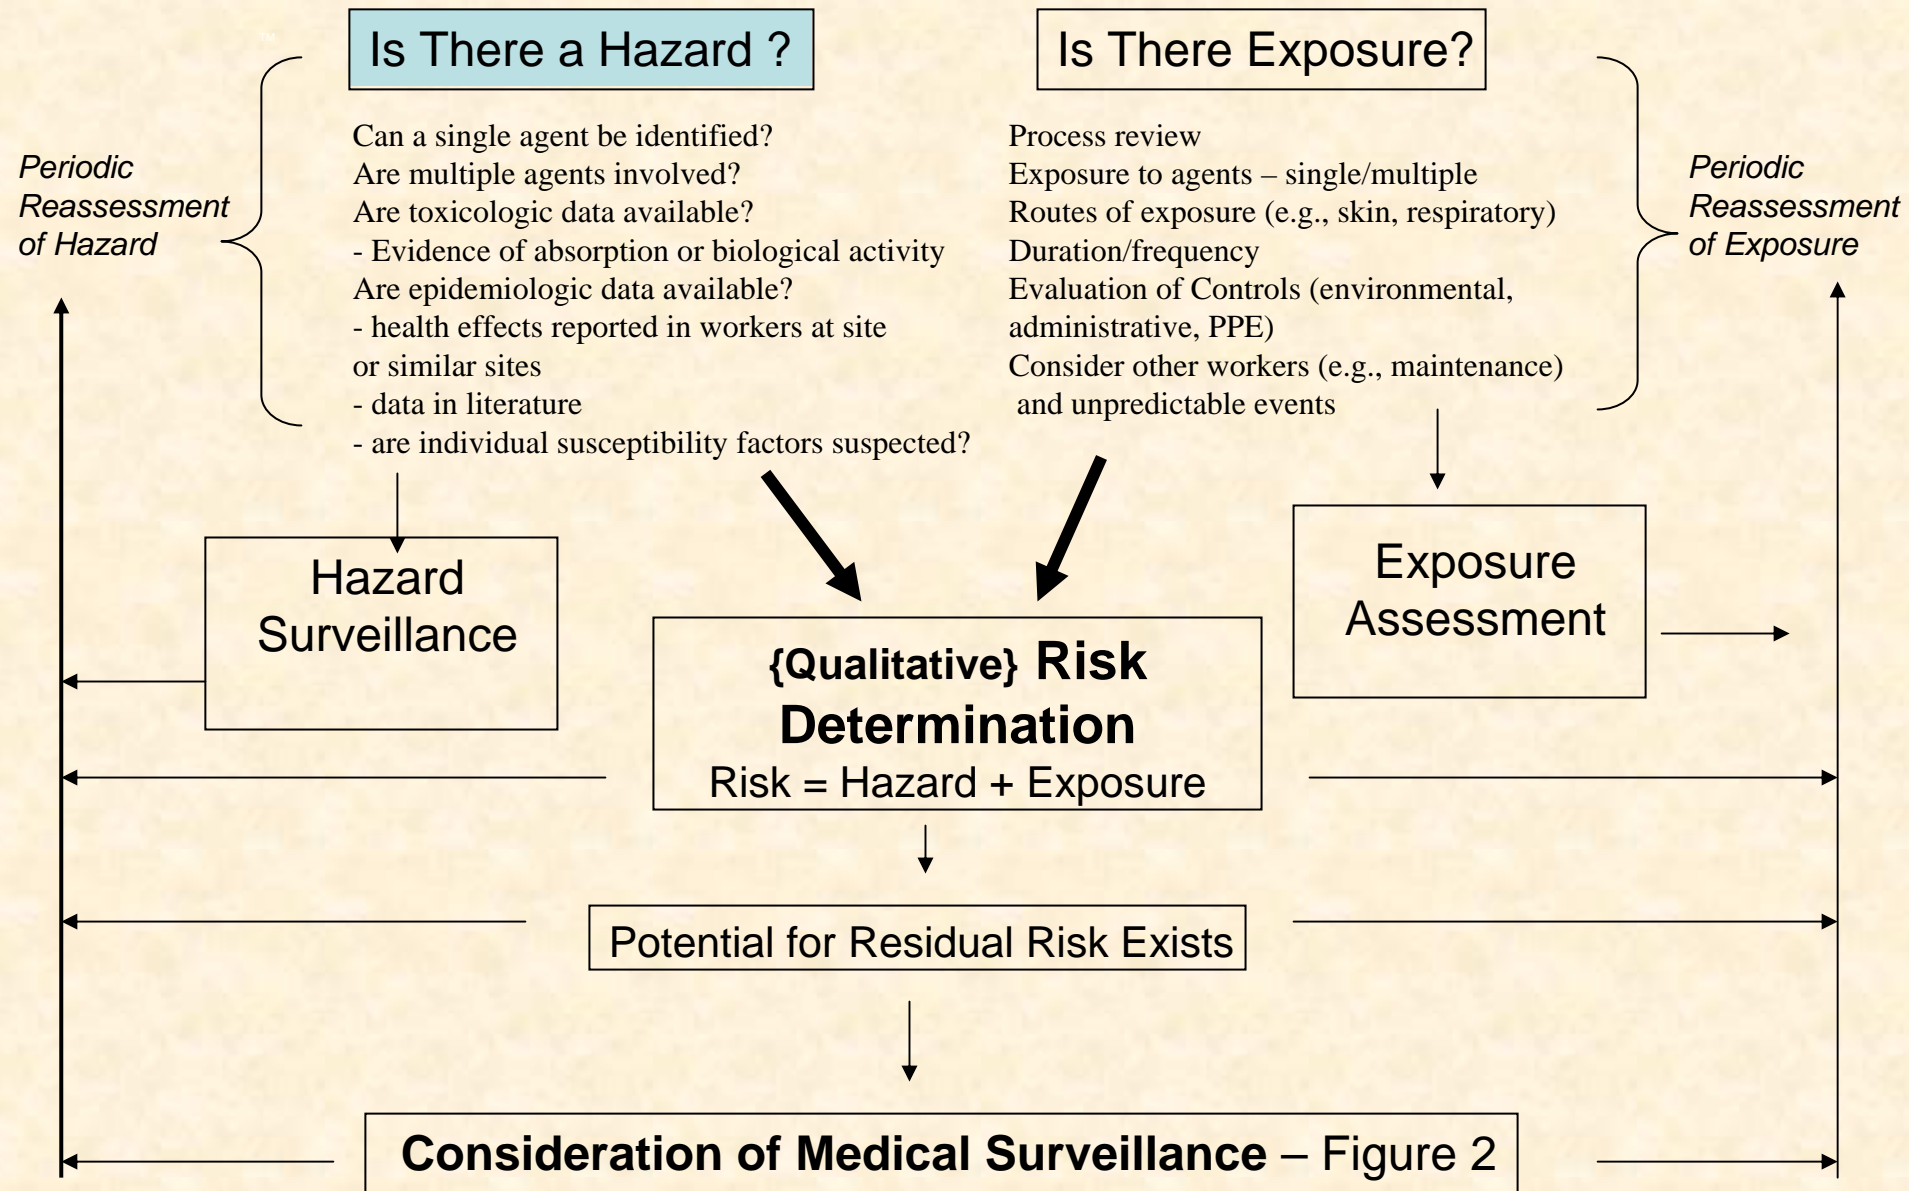 Is There a Hazard ?
Is There Exposure?
Periodic
Reassessment
of Hazard
Can a single agent be identified?
Are multiple agents involved?
Are toxicologic data available?
- Evidence of absorption or biological activity
Are epidemiologic data available?
- health effects reported in workers at site
or similar sites
- data in literature
- are individual susceptibility factors suspected?
Process review
Exposure to agents – single/multiple
Routes of exposure (e.g., skin, respiratory)
Duration/frequency
Evaluation of Controls (environmental,
administrative, PPE)
Consider other workers (e.g., maintenance)
and unpredictable events
Periodic
Reassessment
of Exposure
Hazard
Surveillance
{Qualitative} Risk
Determination
Risk = Hazard + Exposure
Exposure
Assessment
Potential for Residual Risk Exists
Consideration of Medical Surveillance – Figure 2